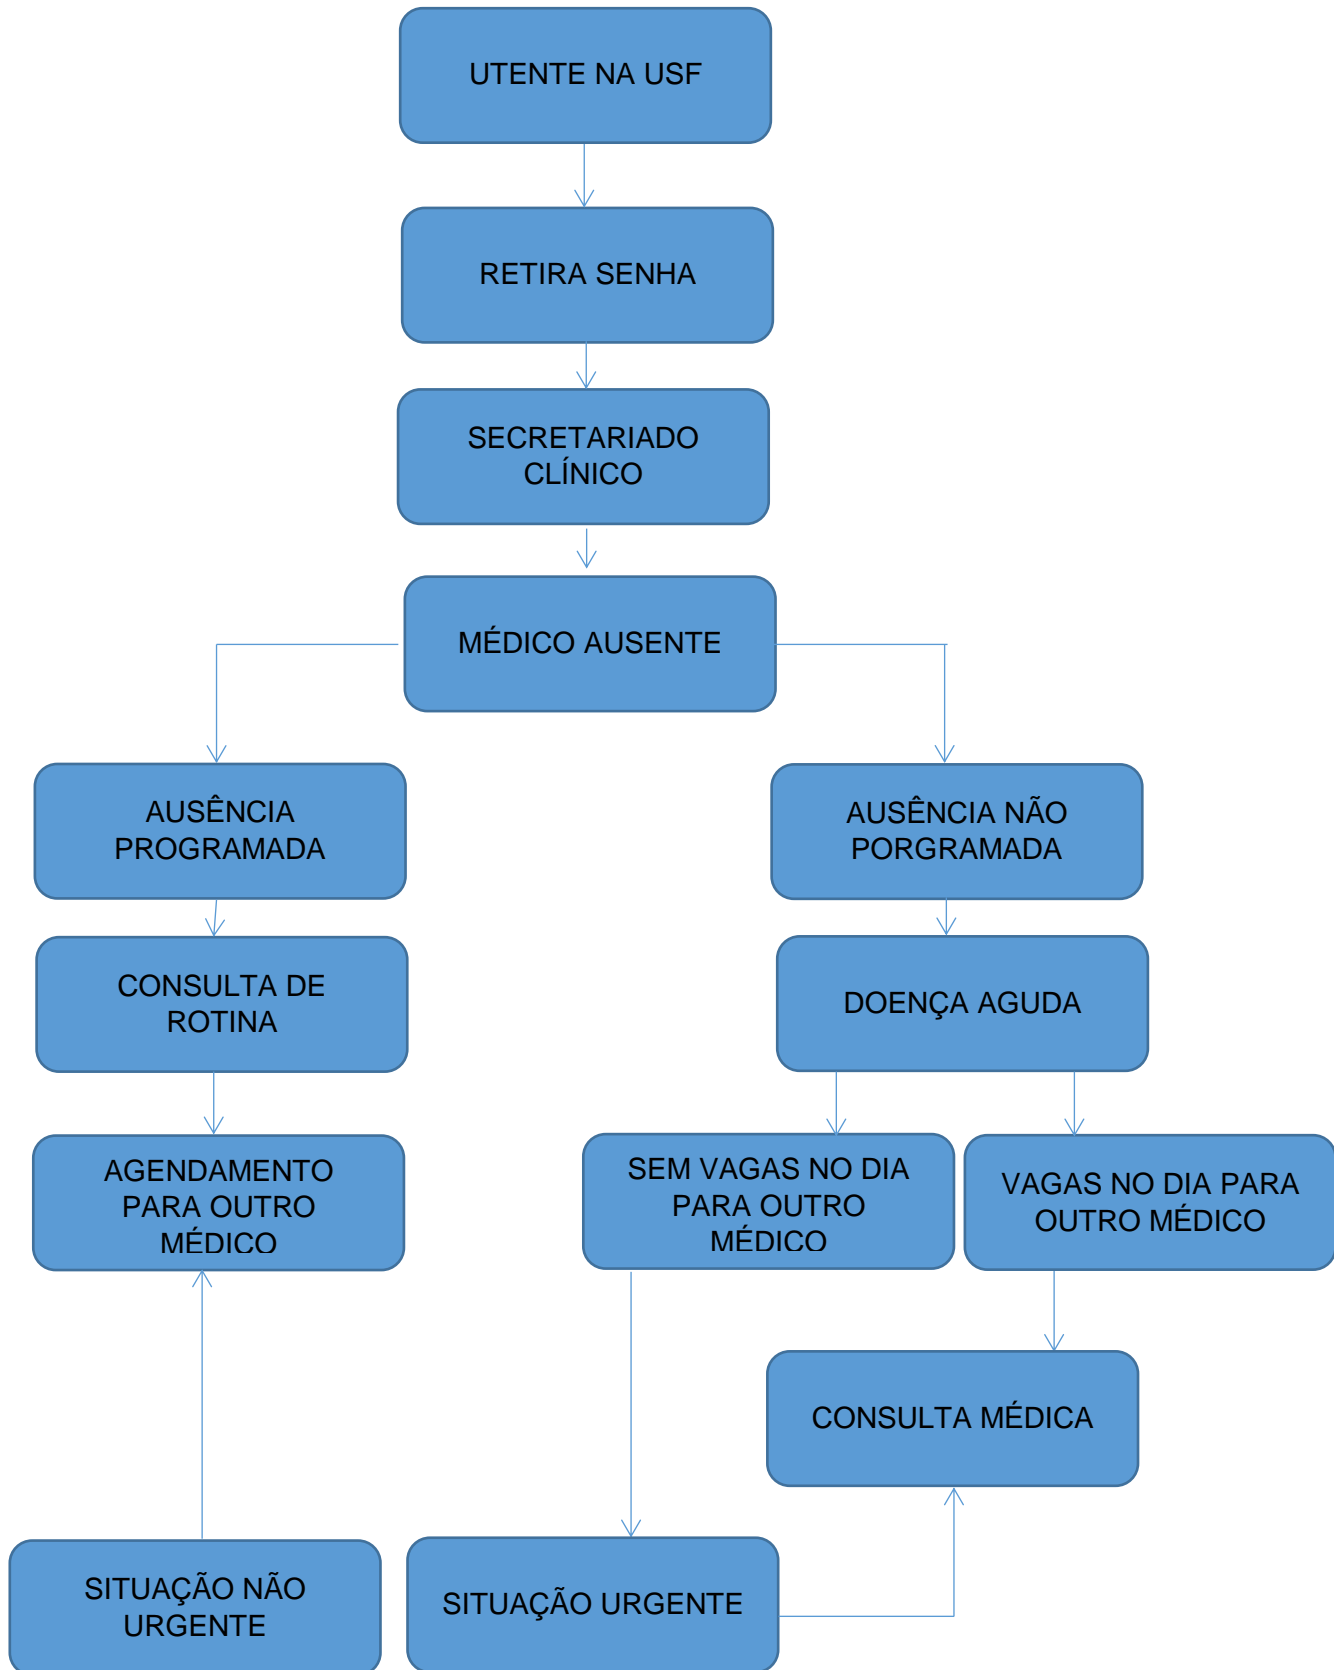 UTENTE NA USF
RETIRA SENHA
SECRETARIADO
CLÍNICO
MÉDICO AUSENTE
AUSÊNCIA
PROGRAMADA
AUSÊNCIA NÃO
PORGRAMADA
CONSULTA DE
ROTINA
DOENÇA AGUDA
AGENDAMENTO
PARA OUTRO
MÉDICO
SEM VAGAS NO DIA
PARA OUTRO
MÉDICO
VAGAS NO DIA PARA
OUTRO MÉDICO
CONSULTA MÉDICA
SITUAÇÃO NÃO
URGENTE
SITUAÇÃO URGENTE